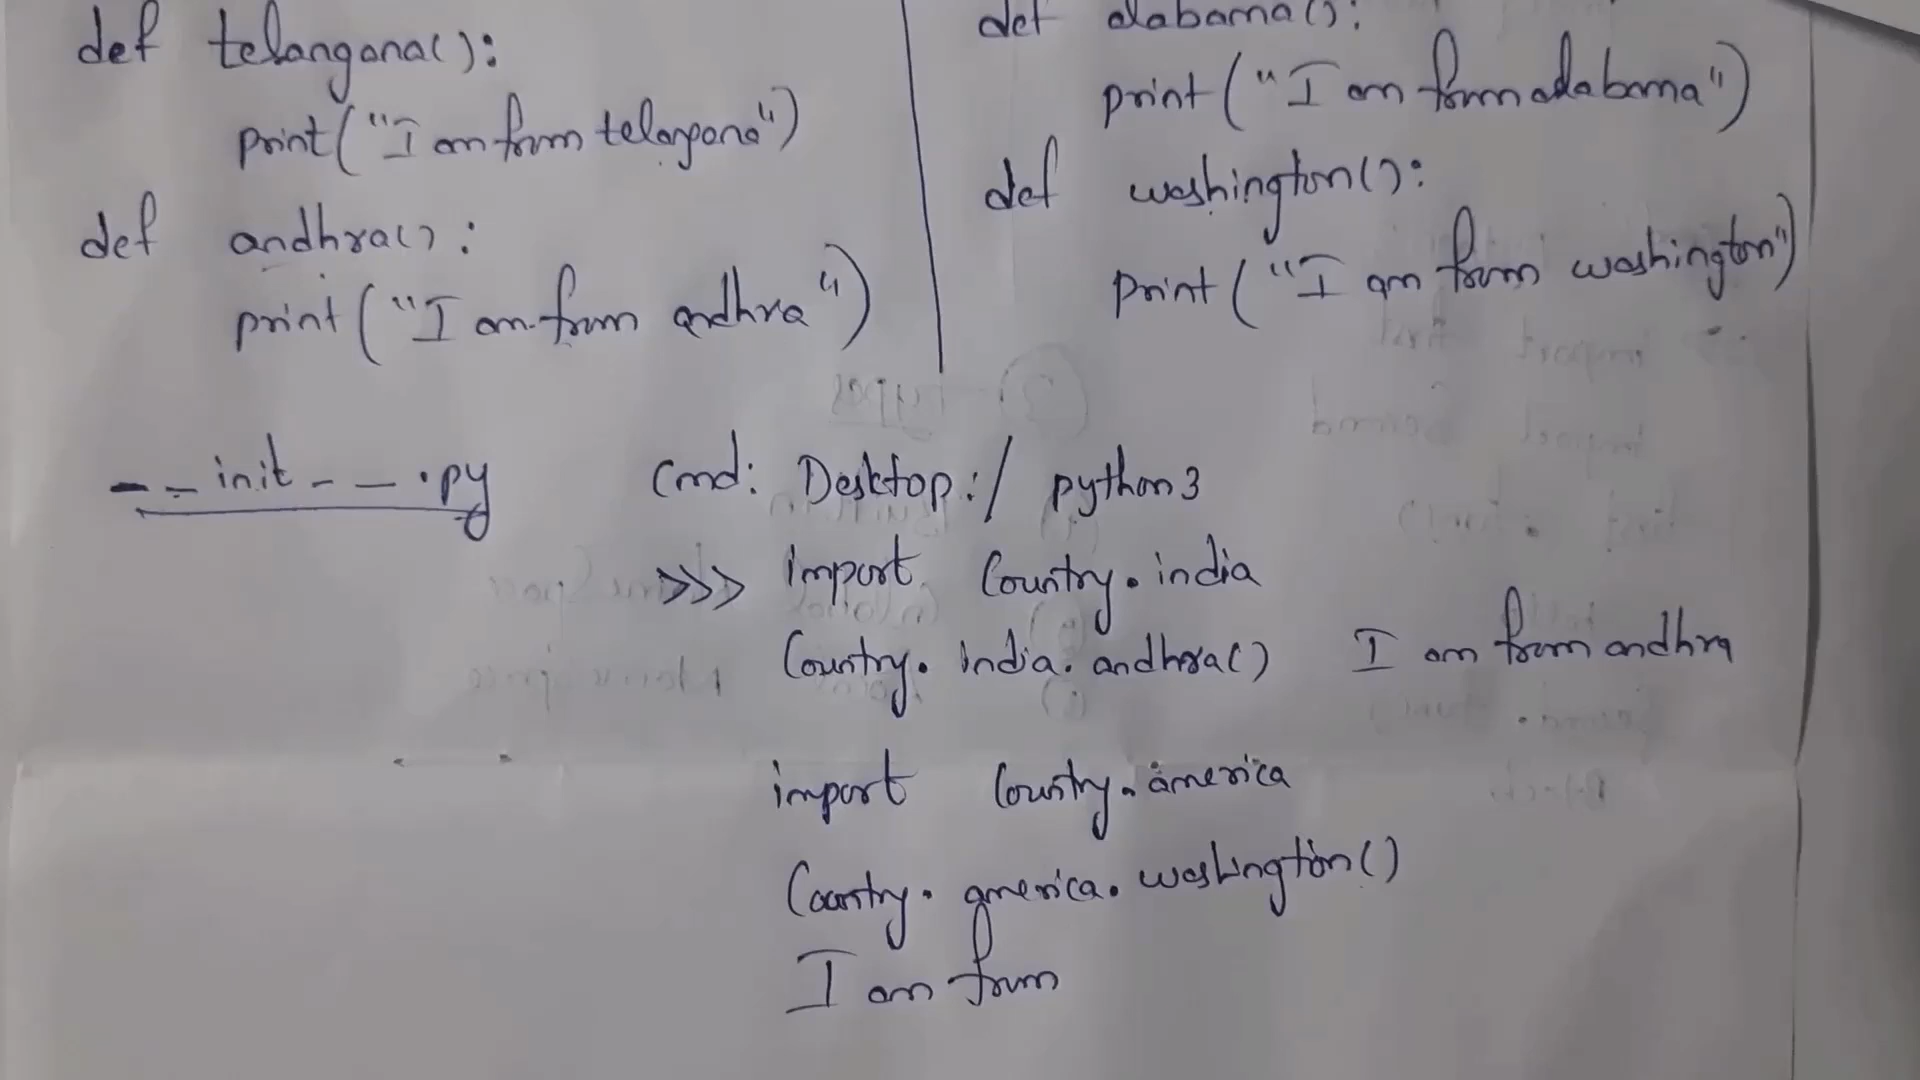 def telangana():
print("I am from telangana")
def andhra():
print("I am from andhra")
def alabama():
print("I am from alabama")
def washington():
print("I am from washington")
__init__.py
Cmd: Desktop:/ python3
>>> import Country.india
Country.india.andhra() I am from andhra
import Country.america
Country.america.washington()
I am from